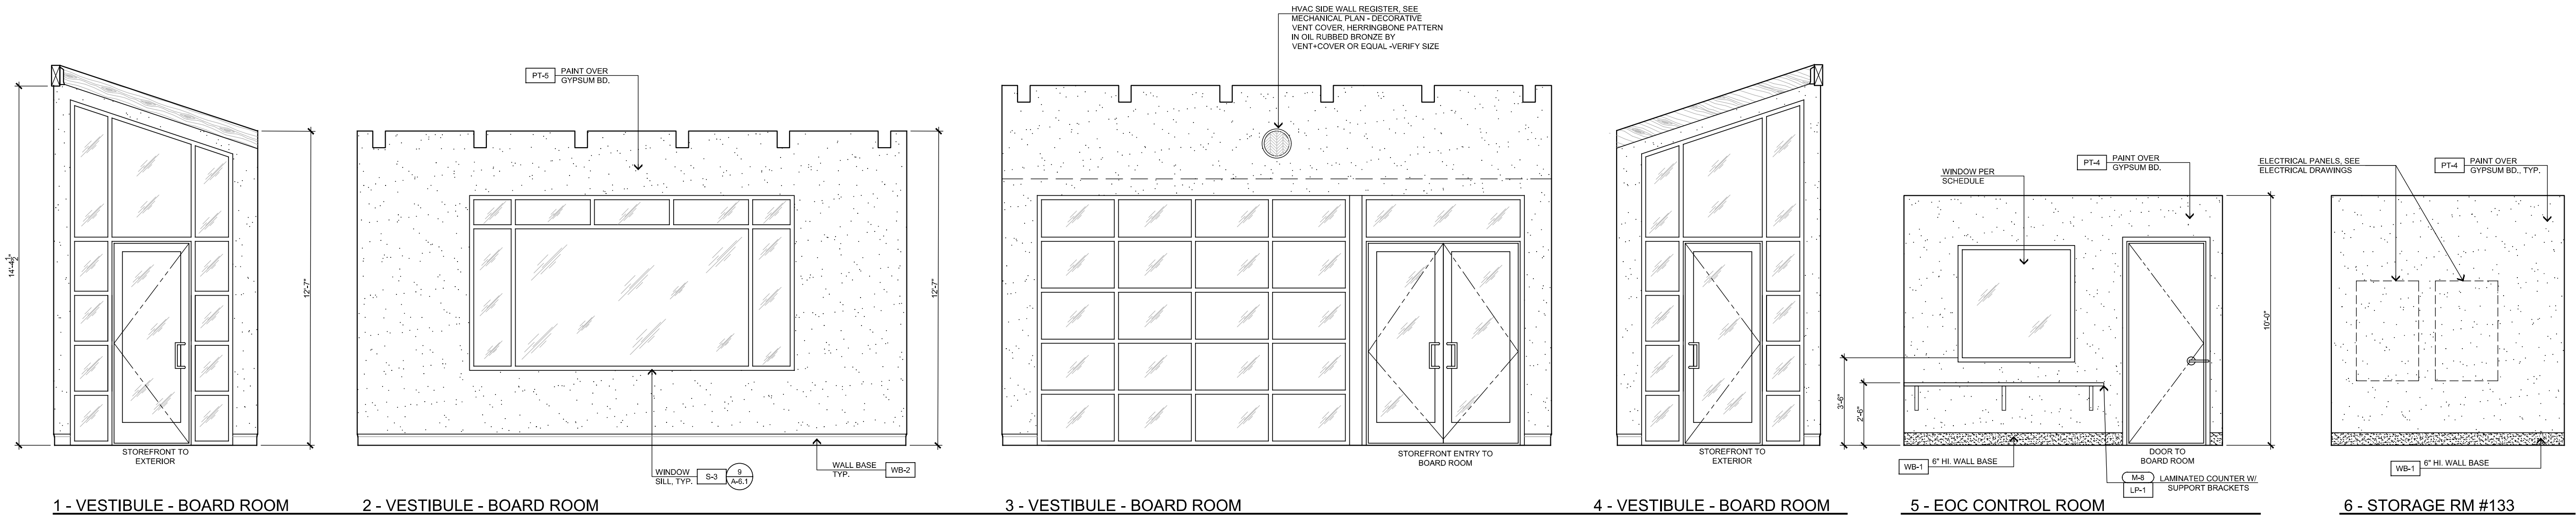 HVAC SIDE WALL REGISTER, SEE
MECHANICAL PLAN - DECORATIVE
VENT COVER, HERRINGBONE PATTERN
IN OIL RUBBED BRONZE BY
VENT+COVER OR EQUAL -VERIFY SIZE
14'-4½"
12'-7"
STOREFRONT TO
EXTERIOR
1 - VESTIBULE - BOARD ROOM
PT-5 PAINT OVER
GYPSUM BD.
12'-7"
WINDOW
SILL, TYP.
S-3
9
A-6.1
WALL BASE
TYP.
WB-2
2 - VESTIBULE - BOARD ROOM
STOREFRONT ENTRY TO
BOARD ROOM
3 - VESTIBULE - BOARD ROOM
STOREFRONT TO
EXTERIOR
4 - VESTIBULE - BOARD ROOM
WINDOW PER
SCHEDULE
PT-4 PAINT OVER
GYPSUM BD.
3'-6"
2'-6"
10'-0"
WB-1 6" HI. WALL BASE
DOOR TO
BOARD ROOM
M-8
LP-1
LAMINATED COUNTER W/
SUPPORT BRACKETS
5 - EOC CONTROL ROOM
ELECTRICAL PANELS, SEE
ELECTRICAL DRAWINGS
PT-4 PAINT OVER
GYPSUM BD., TYP.
WB-1 6" HI. WALL BASE
6 - STORAGE RM #133